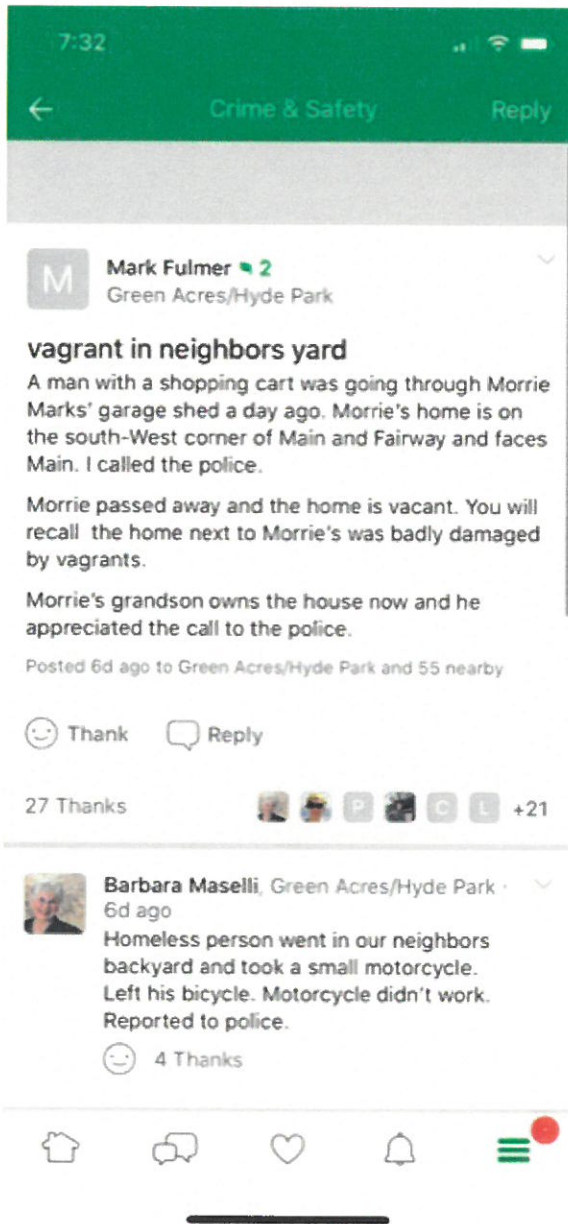 7:32
Crime & Safety
Reply
M
Mark Fulmer 2
Green Acres/Hyde Park
vagrant in neighbors yard
A man with a shopping cart was going through Morrie
Marks' garage shed a day ago. Morrie's home is on
the south-West corner of Main and Fairway and faces
Main. I called the police.
Morrie passed away and the home is vacant. You will
recall the home next to Morrie's was badly damaged
by vagrants.
Morrie's grandson owns the house now and he
appreciated the call to the police.
Posted 6d ago to Green Acres/Hyde Park and 55 nearby
Thank
Reply
27 Thanks
P
C
L
+21
Barbara Maselli, Green Acres/Hyde Park ·
6d ago
Homeless person went in our neighbors
backyard and took a small motorcycle.
Left his bicycle. Motorcycle didn't work.
Reported to police.
4 Thanks